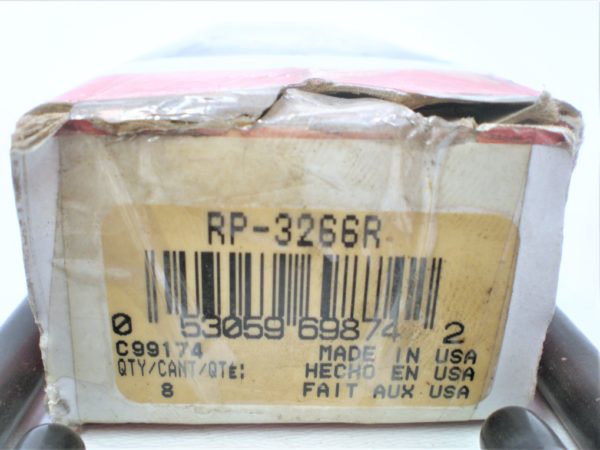 RP-3266R
0 53059 69874 2
C99174 MADE IN USA
QTY/CANT/QTE: HECHO EN USA
8 FAIT AUX USA